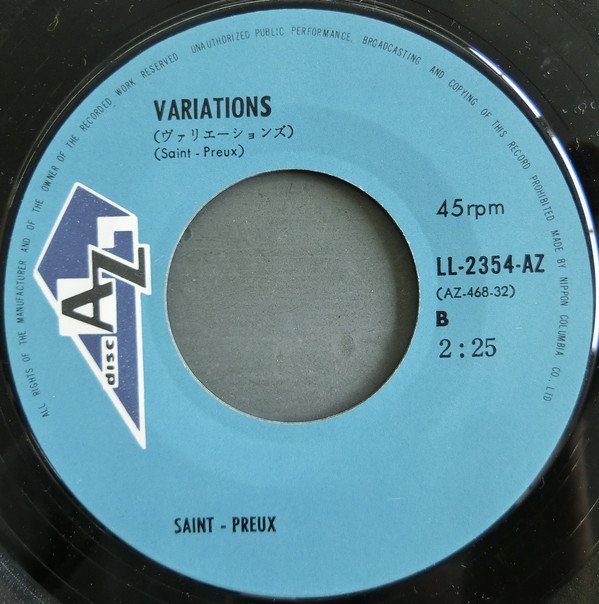 ALL RIGHTS OF THE MANUFACTURER AND OF THE OWNER OF THE RECORDED WORK RESERVED UNAUTHORIZED PUBLIC PERFORMANCE, BROADCASTING AND COPYING OF THIS RECORD PROHIBITED MADE BY NIPPON COLUMBIA CO., LTD
VARIATIONS
(ヴァリエーションズ)
(Saint - Preux)
disc AZ
45rpm
LL-2354-AZ
(AZ-468-32)
B
2:25
SAINT - PREUX